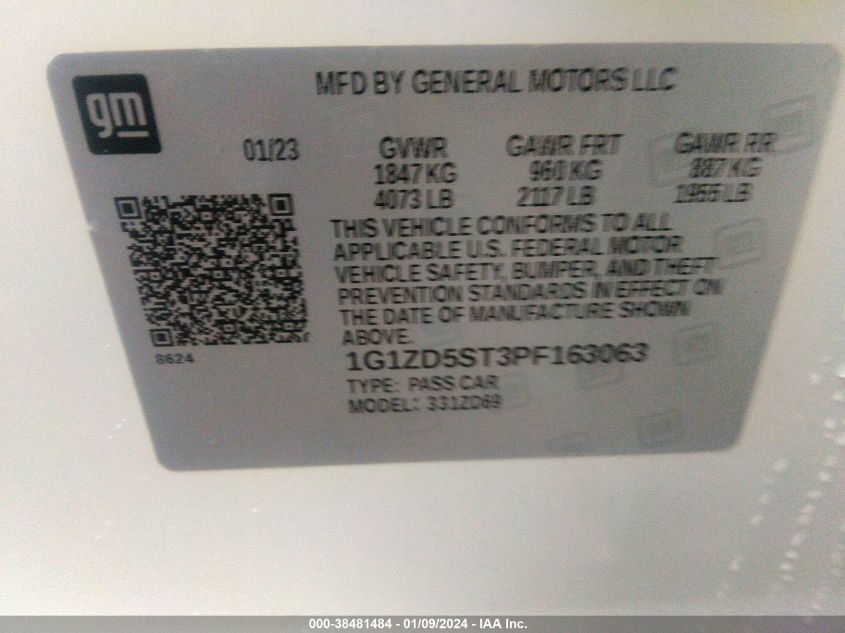 gm
MFD BY GENERAL MOTORS LLC
01/23 GVWR GAWR FRT GAWR RR
1847 KG 960 KG 887 KG
4073 LB 2117 LB 1955 LB
THIS VEHICLE CONFORMS TO ALL
APPLICABLE U.S. FEDERAL MOTOR
VEHICLE SAFETY, BUMPER, AND THEFT
PREVENTION STANDARDS IN EFFECT ON
THE DATE OF MANUFACTURE SHOWN
ABOVE.
8624
1G1ZD5ST3PF163063
TYPE: PASS CAR
MODEL: 331ZD69
000-38481484 - 01/09/2024 - IAA Inc.